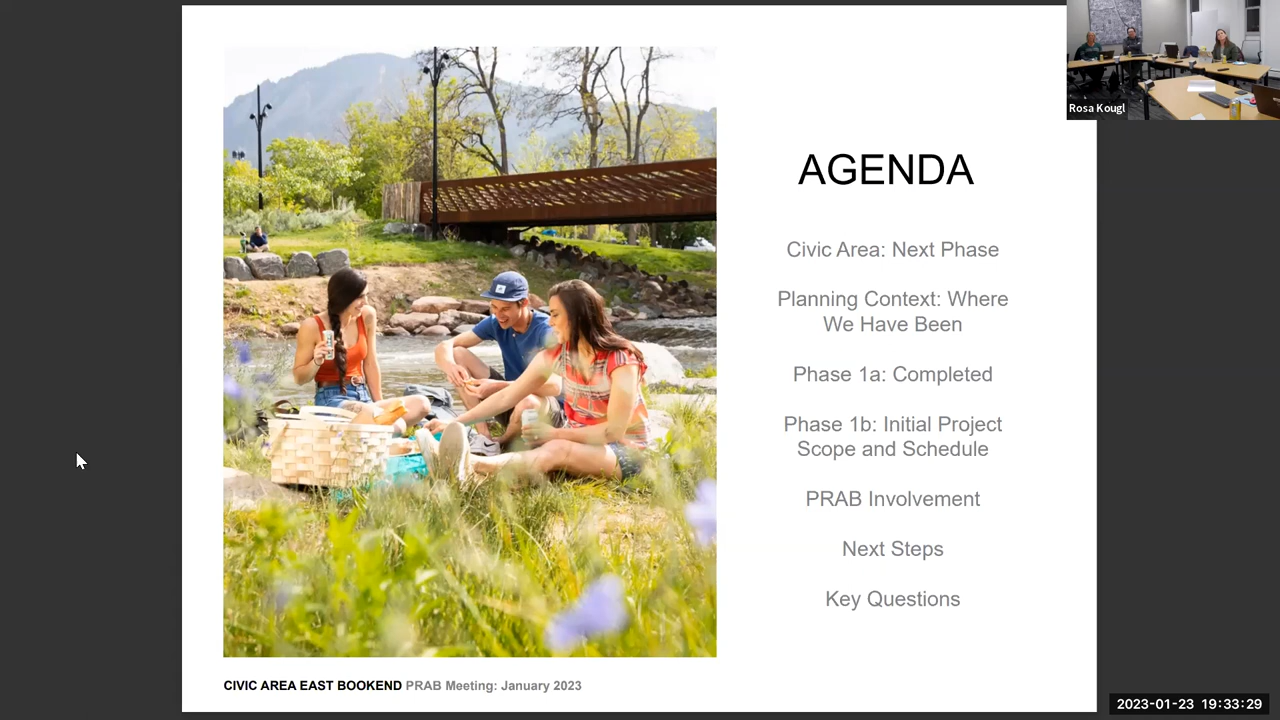 Rosa Kougl
AGENDA
Civic Area: Next Phase
Planning Context: Where
We Have Been
Phase 1a: Completed
Phase 1b: Initial Project
Scope and Schedule
PRAB Involvement
Next Steps
Key Questions
CIVIC AREA EAST BOOKEND PRAB Meeting: January 2023
2023-01-23 19:33:29